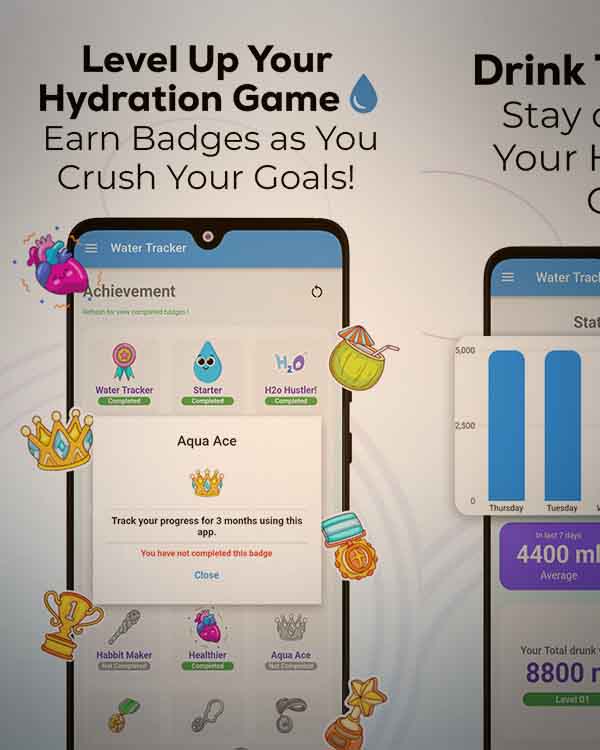 Level Up Your
Hydration Game
Earn Badges as You
Crush Your Goals!
Water Tracker
Achievement
Refresh for view completed badges !
Water Tracker
Completed
Starter
Completed
H2O
H2o Hustler!
Completed
Aqua Ace
Track your progress for 3 months using this
app.
You have not completed this badge
Close
1
Habbit Maker
Not Completed
Healthier
Completed
Aqua Ace
Not Completed
Drink
Stay
Your
Water
5,000
2,500
0
Thursday
Tuesday
In last 7 days
4400 ml
Average
Your Total drunk
8800
Level 01